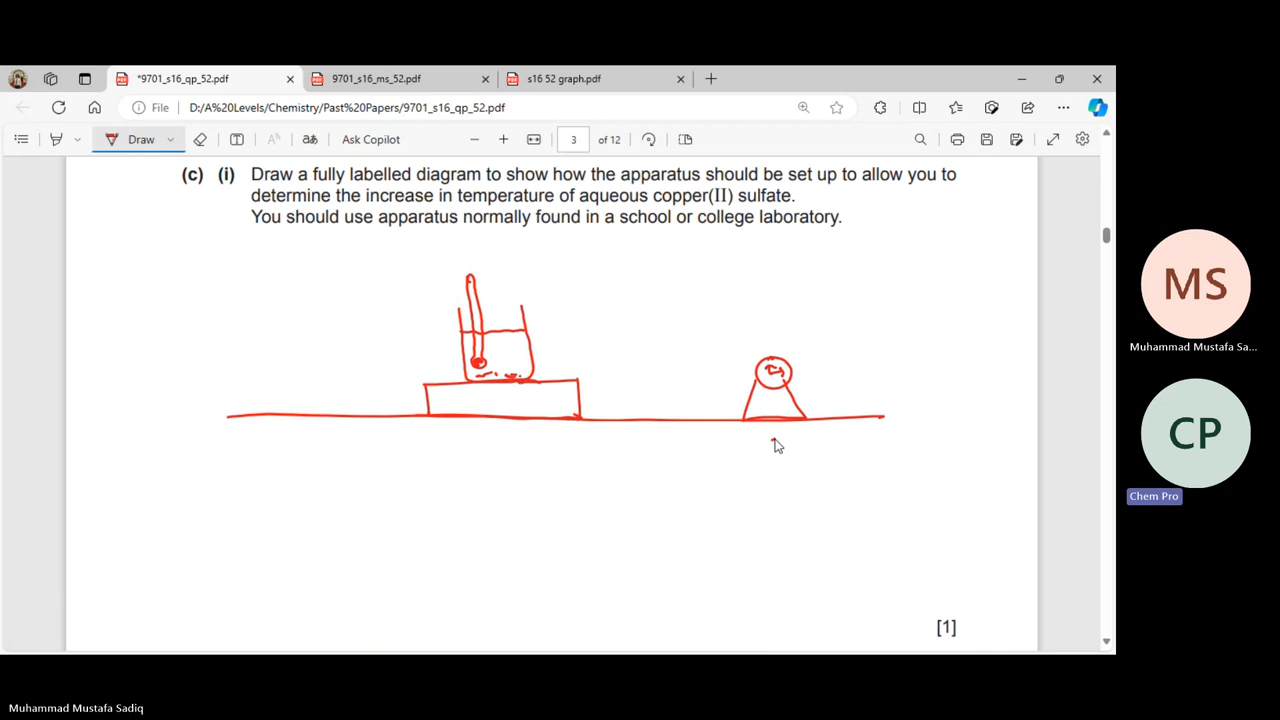 *9701_s16_qp_52.pdf
9701_s16_ms_52.pdf
s16 52 graph.pdf
File
D:/A%20Levels/Chemistry/Past%20Papers/9701_s16_qp_52.pdf
Draw
aあ
Ask Copilot
3
of 12
(c) (i) Draw a fully labelled diagram to show how the apparatus should be set up to allow you to
determine the increase in temperature of aqueous copper(II) sulfate.
You should use apparatus normally found in a school or college laboratory.
[1]
MS
Muhammad Mustafa Sa...
CP
Chem Pro
Muhammad Mustafa Sadiq